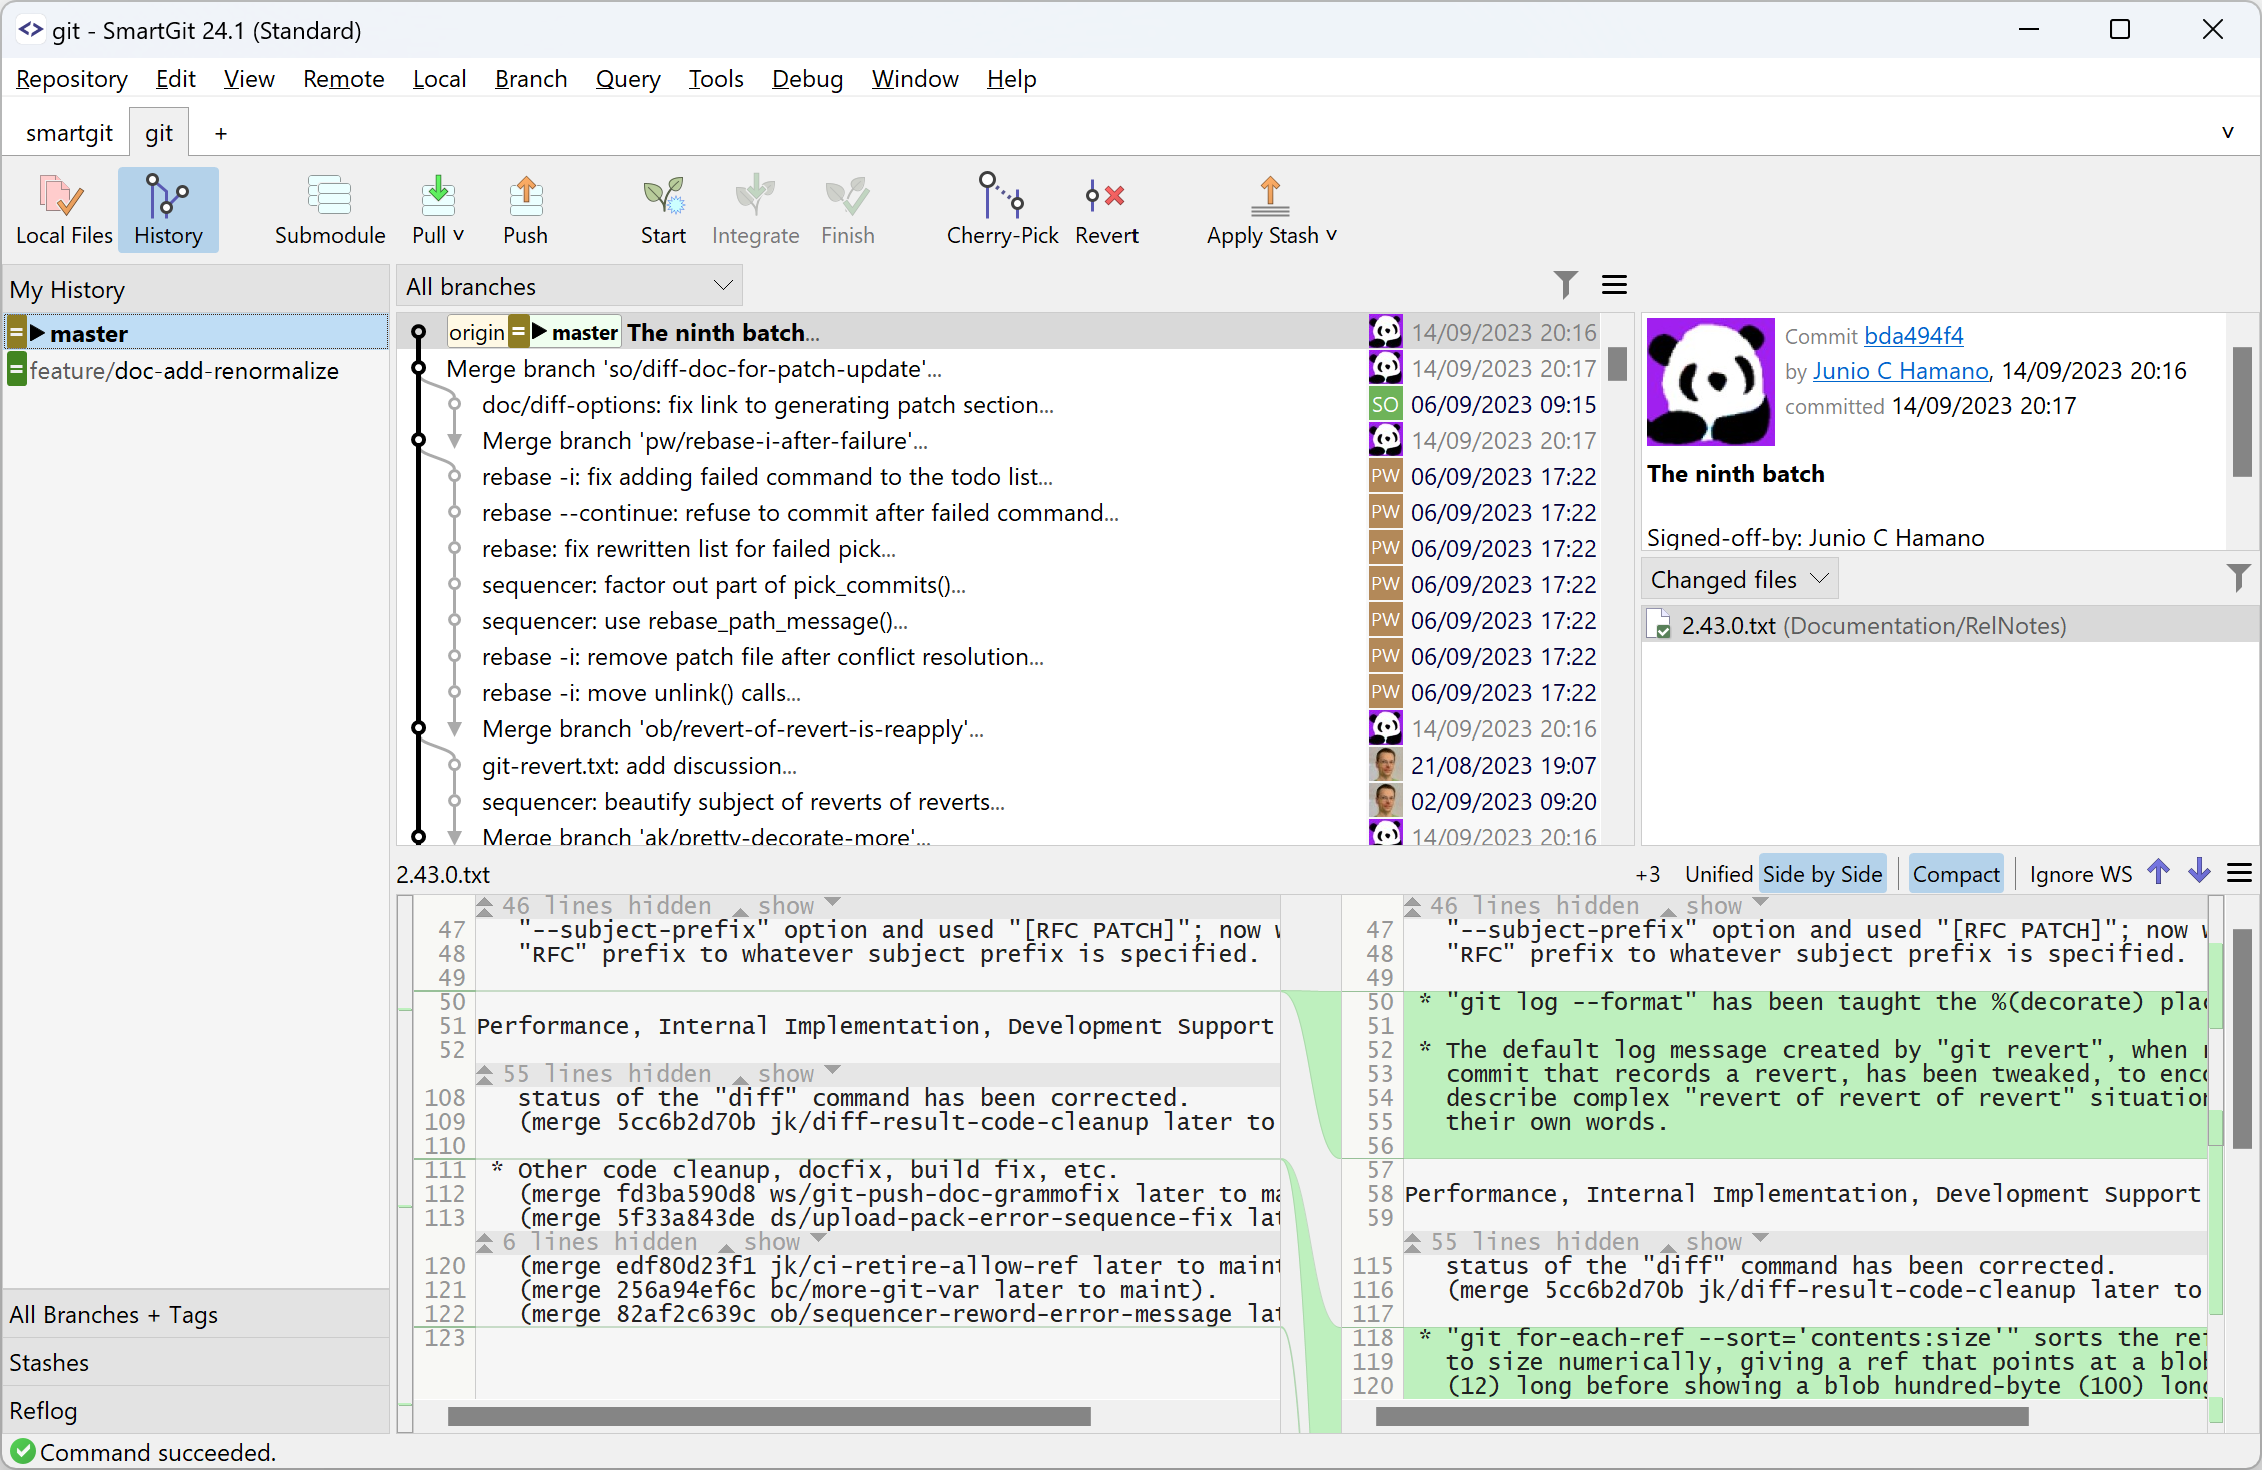 git - SmartGit 24.1 (Standard)
Repository Edit View Remote Local Branch Query Tools Debug Window Help
smartgit git +
Local Files History Submodule Pull Push Start Integrate Finish Cherry-Pick Revert Apply Stash
My History
master
feature/doc-add-renormalize
All Branches + Tags
Stashes
Reflog
Command succeeded.
All branches
origin = master The ninth batch... 14/09/2023 20:16
Merge branch 'so/diff-doc-for-patch-update'... 14/09/2023 20:17
doc/diff-options: fix link to generating patch section... SO 06/09/2023 09:15
Merge branch 'pw/rebase-i-after-failure'... 14/09/2023 20:17
rebase -i: fix adding failed command to the todo list... PW 06/09/2023 17:22
rebase --continue: refuse to commit after failed command... PW 06/09/2023 17:22
rebase: fix rewritten list for failed pick... PW 06/09/2023 17:22
sequencer: factor out part of pick_commits()... PW 06/09/2023 17:22
sequencer: use rebase_path_message()... PW 06/09/2023 17:22
rebase -i: remove patch file after conflict resolution... PW 06/09/2023 17:22
rebase -i: move unlink() calls... PW 06/09/2023 17:22
Merge branch 'ob/revert-of-revert-is-reapply'... 14/09/2023 20:16
git-revert.txt: add discussion... 21/08/2023 19:07
sequencer: beautify subject of reverts of reverts... 02/09/2023 09:20
Merge branch 'ak/pretty-decorate-more'... 14/09/2023 20:16
Commit bda494f4
by Junio C Hamano, 14/09/2023 20:16
committed 14/09/2023 20:17
The ninth batch
Signed-off-by: Junio C Hamano
Changed files
2.43.0.txt (Documentation/RelNotes)
2.43.0.txt +3 Unified Side by Side Compact Ignore WS
46 lines hidden show
47 "--subject-prefix" option and used "[RFC PATCH]"; now
48 "RFC" prefix to whatever subject prefix is specified.
49
50
51 Performance, Internal Implementation, Development Support
52
55 lines hidden show
108 status of the "diff" command has been corrected.
109 (merge 5cc6b2d70b jk/diff-result-code-cleanup later to
110
111 * Other code cleanup, docfix, build fix, etc.
112 (merge fd3ba590d8 ws/git-push-doc-grammofix later to ma
113 (merge 5f33a843de ds/upload-pack-error-sequence-fix lat
6 lines hidden show
120 (merge edf80d23f1 jk/ci-retire-allow-ref later to maint
121 (merge 256a94ef6c bc/more-git-var later to maint).
122 (merge 82af2c639c ob/sequencer-reword-error-message lat
123
46 lines hidden show
47 "--subject-prefix" option and used "[RFC PATCH]"; now
48 "RFC" prefix to whatever subject prefix is specified.
49
50 * "git log --format" has been taught the %(decorate) plac
51
52 * The default log message created by "git revert", when
53 commit that records a revert, has been tweaked, to enco
54 describe complex "revert of revert of revert" situation
55 their own words.
56
57
58 Performance, Internal Implementation, Development Support
59
55 lines hidden show
115 status of the "diff" command has been corrected.
116 (merge 5cc6b2d70b jk/diff-result-code-cleanup later to
117
118 * "git for-each-ref --sort='contents:size'" sorts the ref
119 to size numerically, giving a ref that points at a blob
120 (12) long before showing a blob hundred-byte (100) long